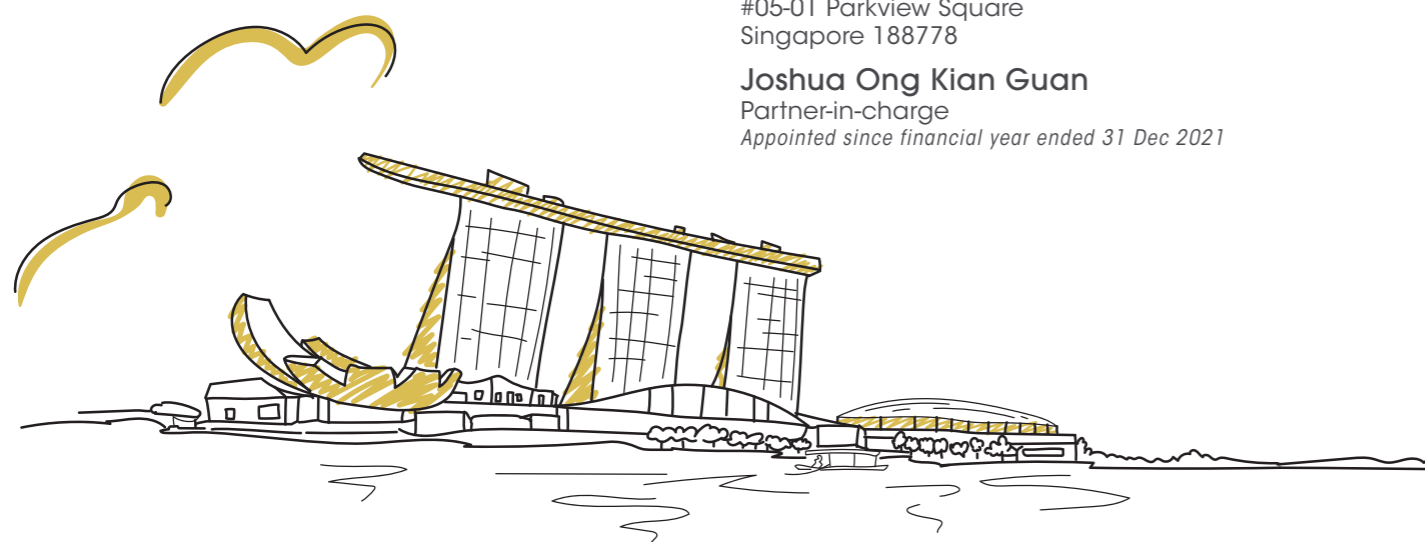 #05-01 Parkview Square
Singapore 188778
Joshua Ong Kian Guan
Partner-in-charge
Appointed since financial year ended 31 Dec 2021